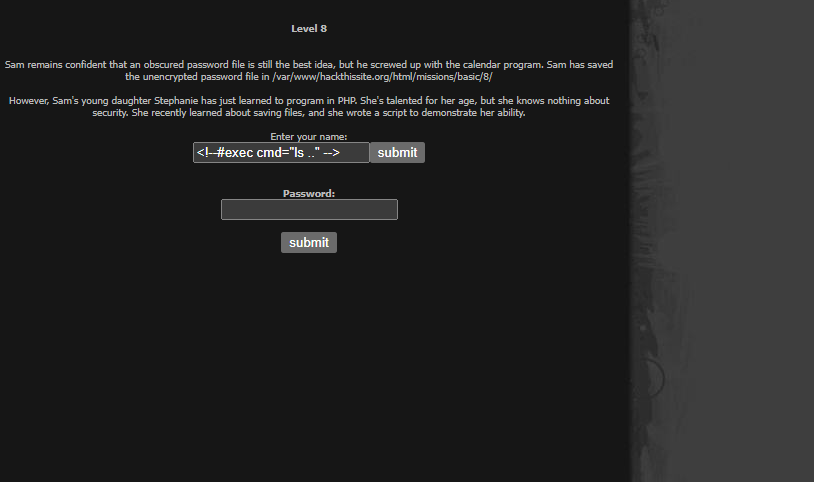 Level 8
Sam remains confident that an obscured password file is still the best idea, but he screwed up with the calendar program. Sam has saved
the unencrypted password file in /var/www/hackthissite.org/html/missions/basic/8/
However, Sam's young daughter Stephanie has just learned to program in PHP. She's talented for her age, but she knows nothing about
security. She recently learned about saving files, and she wrote a script to demonstrate her ability.
Enter your name:
<!--#exec cmd="ls .." --> submit
Password:
submit